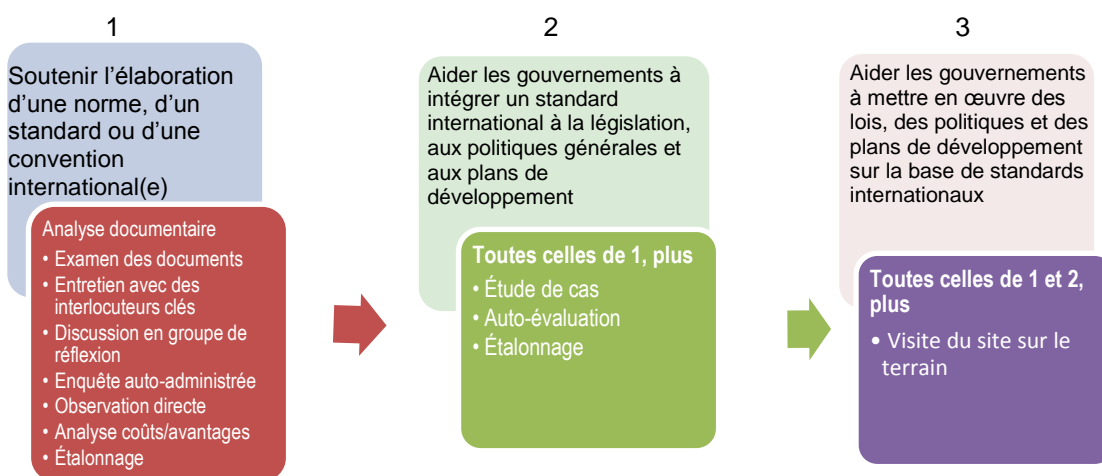 1
Soutenir l’élaboration
d’une norme, d’un
standard ou d’une
convention
international(e)
Analyse documentaire
• Examen des documents
• Entretien avec des
interlocuteurs clés
• Discussion en groupe de
réflexion
• Enquête auto-administrée
• Observation directe
• Analyse coûts/avantages
• Étalonnage
2
Aider les gouvernements à
intégrer un standard
international à la législation,
aux politiques générales et
aux plans de
développement
Toutes celles de 1, plus
• Étude de cas
• Auto-évaluation
• Étalonnage
3
Aider les gouvernements
à mettre en œuvre des
lois, des politiques et des
plans de développement
sur la base de standards
internationaux
Toutes celles de 1 et 2,
plus
• Visite du site sur le
terrain